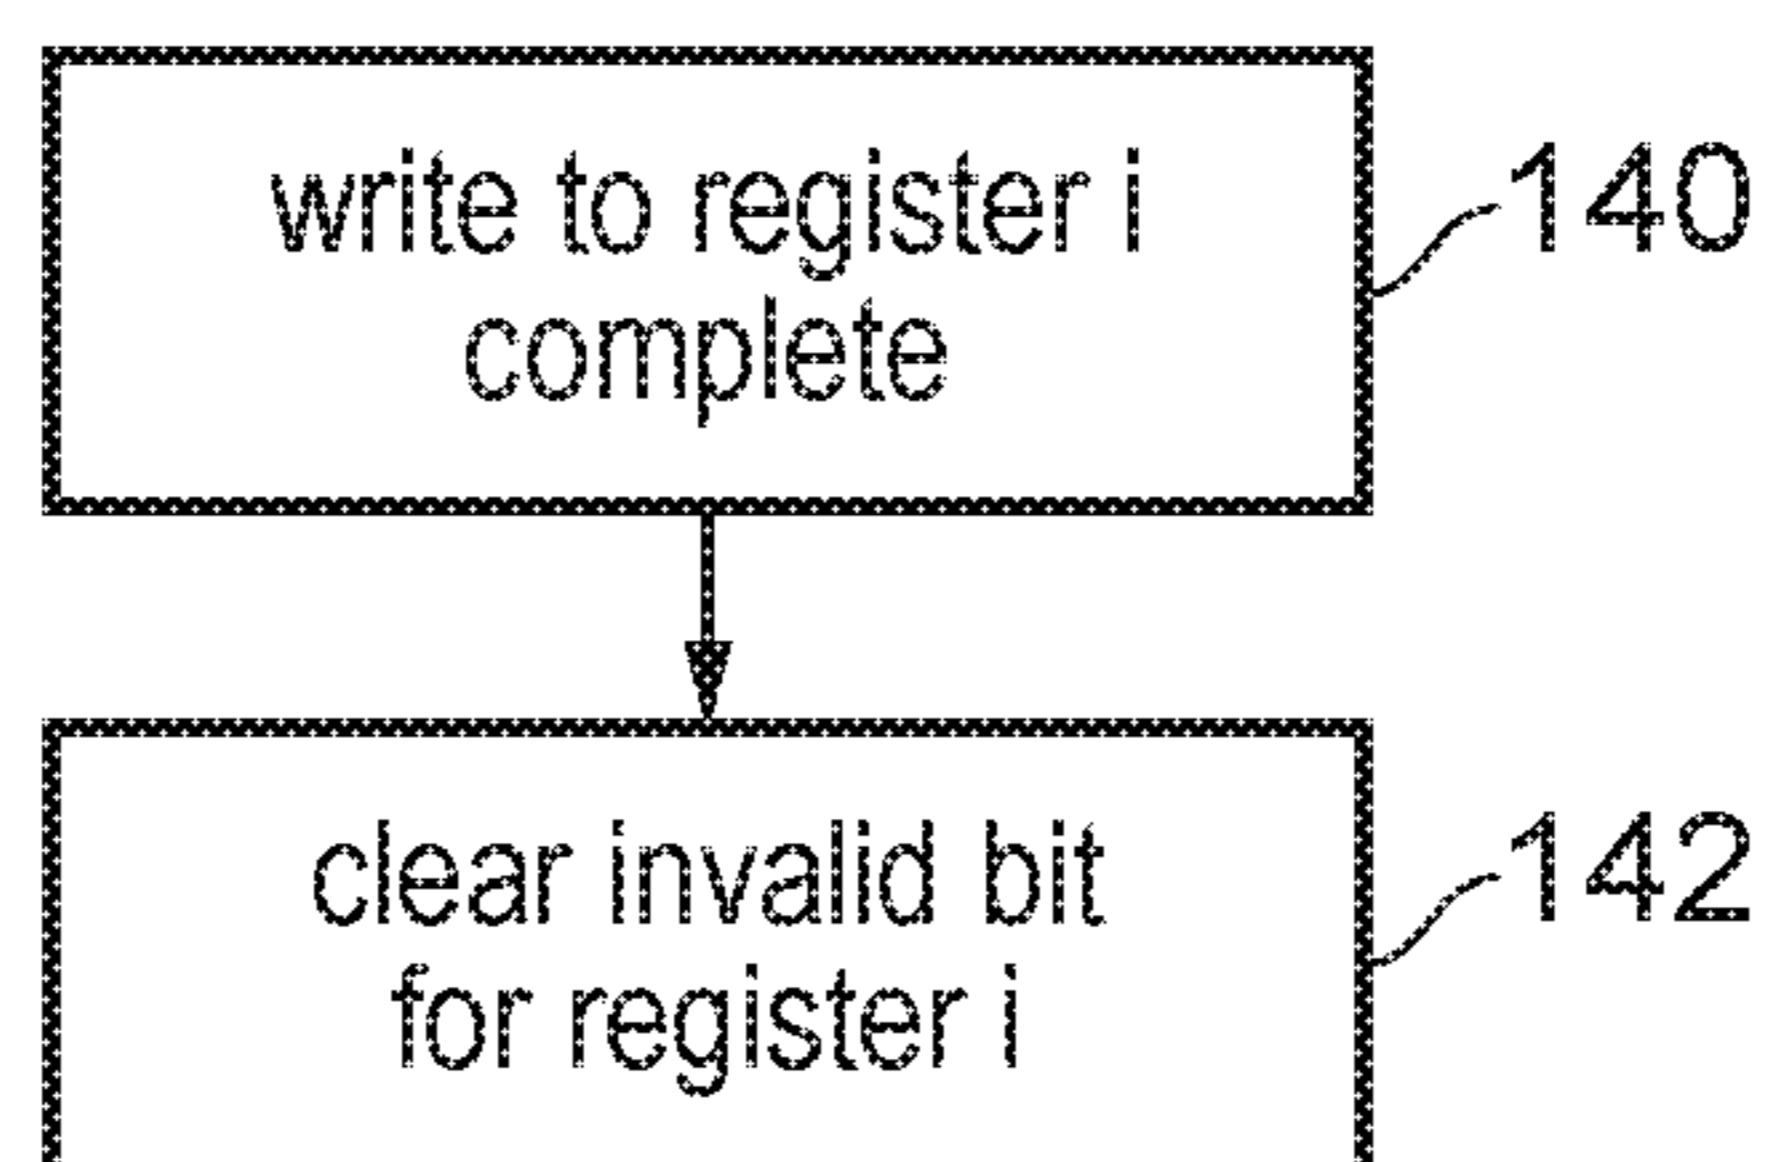 write to register i
complete
140
clear invalid bit
for register i
142